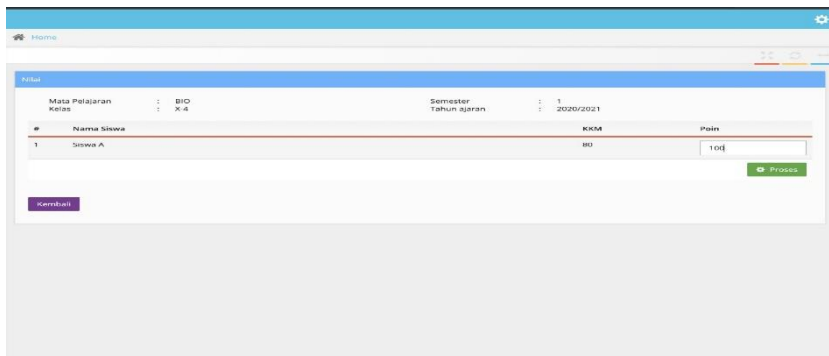 Home
Nilai
Mata Pelajaran : BIO Semester : 1
Kelas : X 4 Tahun ajaran : 2020/2021
# Nama Siswa KKM Poin
1 Siswa A 80 100
Proses
Kembali